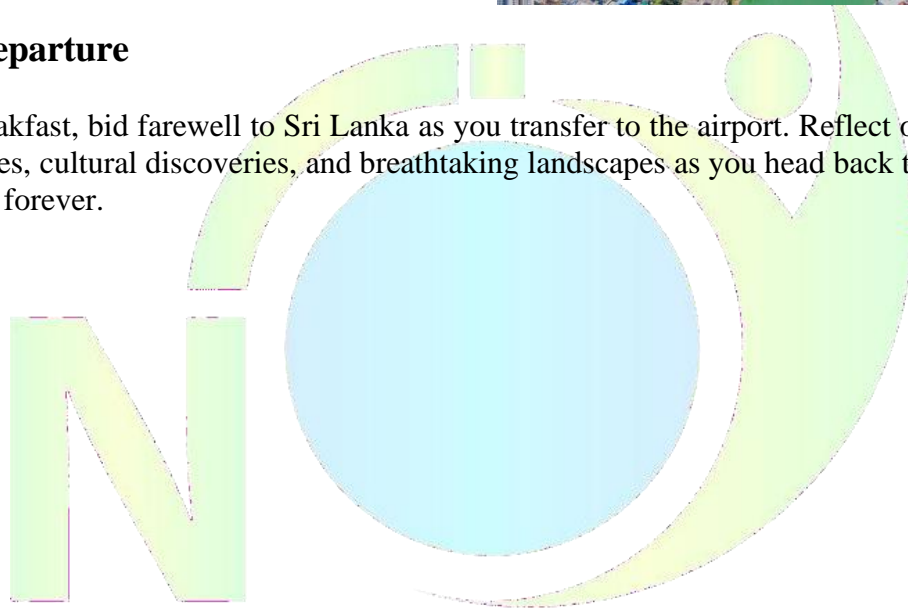 eparture
akfast, bid farewell to Sri Lanka as you transfer to the airport. Reflect o
es, cultural discoveries, and breathtaking landscapes as you head back t
forever.
N